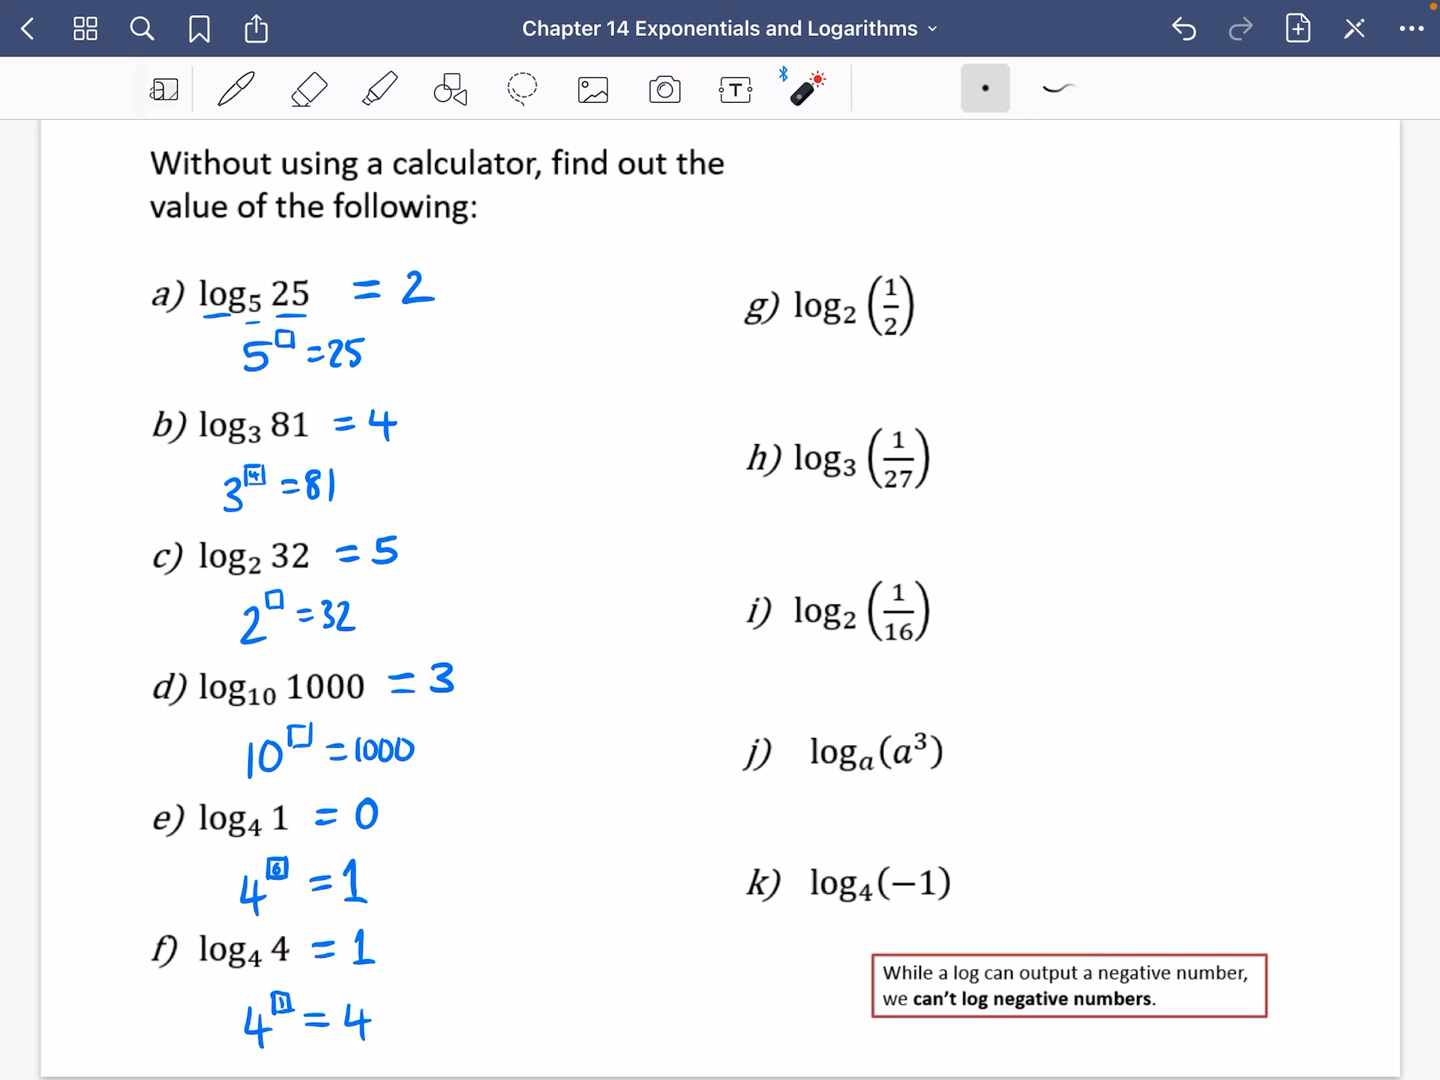 Chapter 14 Exponentials and Logarithms
Without using a calculator, find out the
value of the following:
a) log₅ 25 = 2
5^□ = 25
b) log₃ 81 = 4
3^4 = 81
c) log₂ 32 = 5
2^□ = 32
d) log₁₀ 1000 = 3
10^□ = 1000
e) log₄ 1 = 0
4^0 = 1
f) log₄ 4 = 1
4^1 = 4
g) log₂ (1/2)
h) log₃ (1/27)
i) log₂ (1/16)
j) logₐ(a³)
k) log₄(−1)
While a log can output a negative number,
we can't log negative numbers.